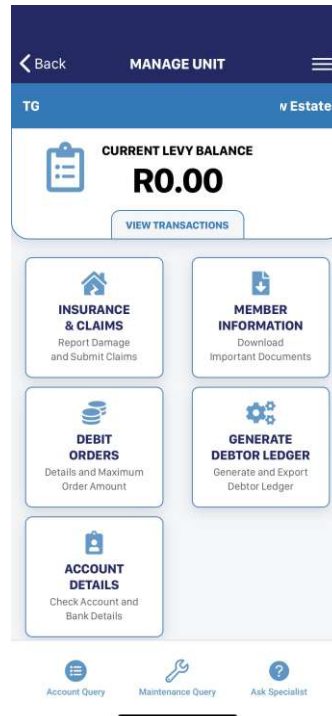 Back
MANAGE UNIT
TG
Estate
CURRENT LEVY BALANCE
R0.00
VIEW TRANSACTIONS
INSURANCE
& CLAIMS
Report Damage
and Submit Claims
MEMBER
INFORMATION
Download
Important Documents
DEBIT
ORDERS
Details and Maximum
Order Amount
GENERATE
DEBTOR LEDGER
Generate and Export
Debtor Ledger
ACCOUNT
DETAILS
Check Account and
Bank Details
Account Query
Maintenance Query
Ask Specialist